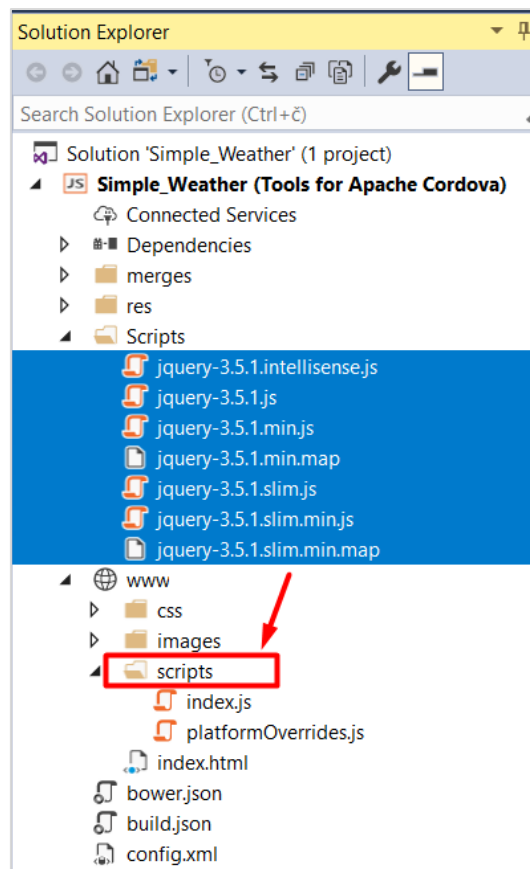 Solution Explorer
Search Solution Explorer (Ctrl+č)
Solution 'Simple_Weather' (1 project)
JS Simple_Weather (Tools for Apache Cordova)
Connected Services
Dependencies
merges
res
Scripts
jquery-3.5.1.intellisense.js
jquery-3.5.1.js
jquery-3.5.1.min.js
jquery-3.5.1.min.map
jquery-3.5.1.slim.js
jquery-3.5.1.slim.min.js
jquery-3.5.1.slim.min.map
www
css
images
scripts
index.js
platformOverrides.js
index.html
bower.json
build.json
config.xml